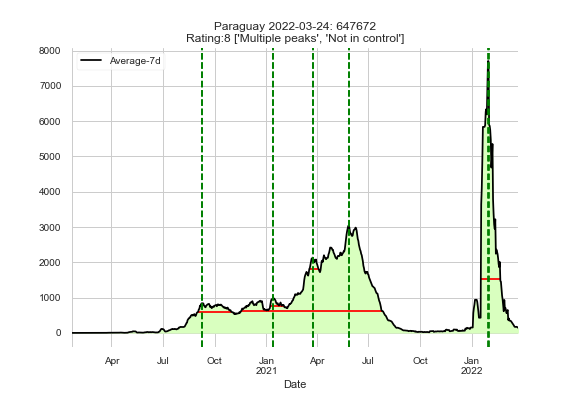 Paraguay 2022-03-24: 647672
Rating:8 ['Multiple peaks', 'Not in control']
Average-7d
8000
7000
6000
5000
4000
3000
2000
1000
0
Apr Jul Oct Jan Apr Jul Oct Jan
2021 2022
Date